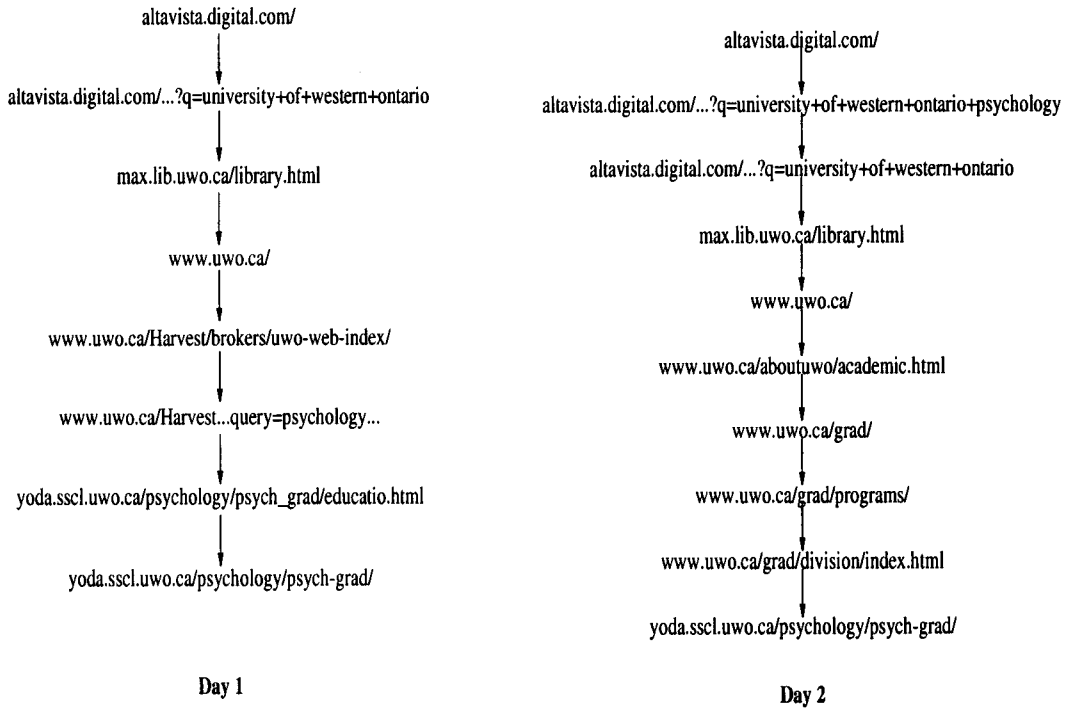 altavista.digital.com/
altavista.digital.com/...?q=university+of+western+ontario
max.lib.uwo.ca/library.html
www.uwo.ca/
www.uwo.ca/Harvest/brokers/uwo-web-index/
www.uwo.ca/Harvest...query=psychology...
yoda.sscl.uwo.ca/psychology/psych_grad/educatio.html
yoda.sscl.uwo.ca/psychology/psych-grad/
Day 1
altavista.digital.com/
altavista.digital.com/...?q=university+of+western+ontario+psychology
altavista.digital.com/...?q=university+of+western+ontario
max.lib.uwo.ca/library.html
www.uwo.ca/
www.uwo.ca/aboutuwo/academic.html
www.uwo.ca/grad/
www.uwo.ca/grad/programs/
www.uwo.ca/grad/division/index.html
yoda.sscl.uwo.ca/psychology/psych-grad/
Day 2